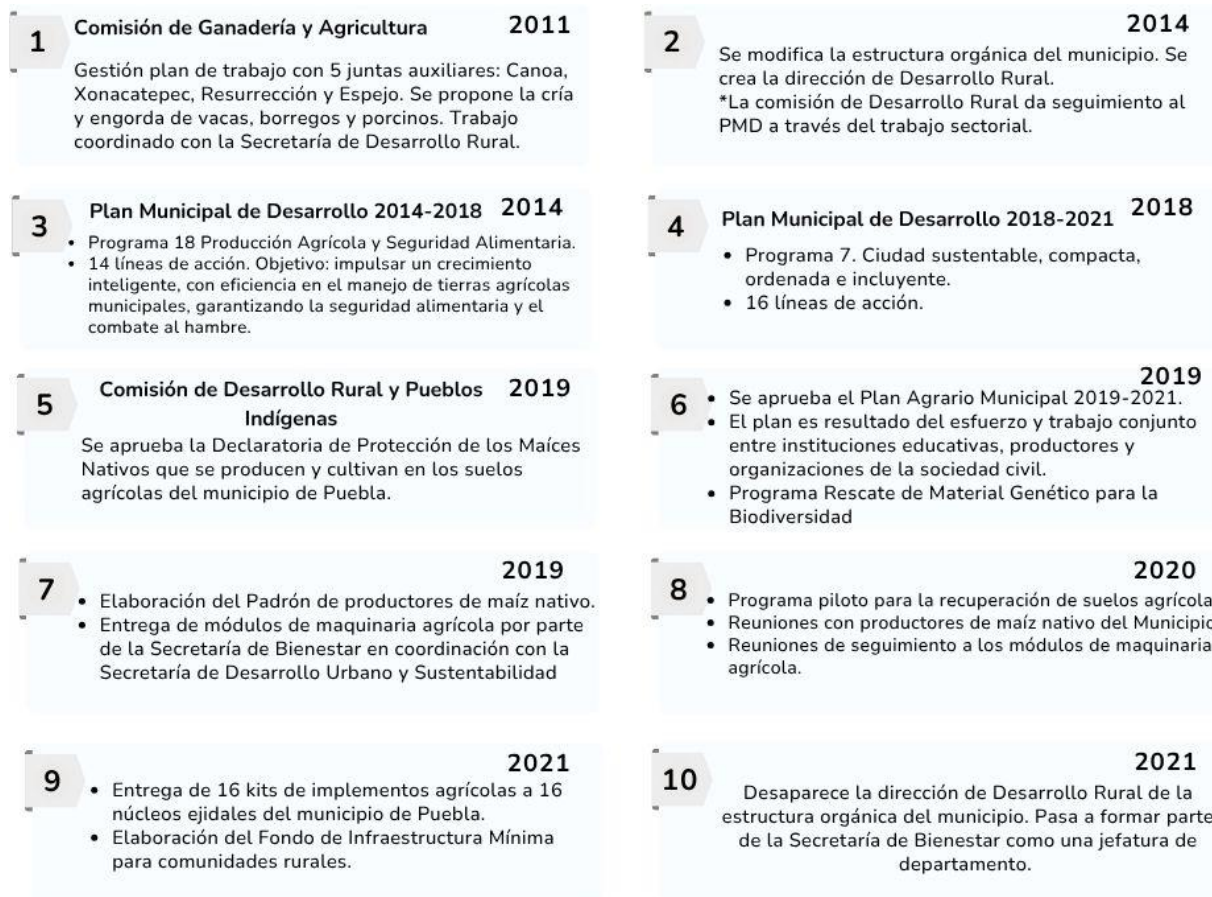 1
Comisión de Ganadería y Agricultura
2011
Gestión plan de trabajo con 5 juntas auxiliares: Canoa,
Xonacatepec, Resurrección y Espejo. Se propone la cría
y engorda de vacas, borregos y porcinos. Trabajo
coordinado con la Secretaría de Desarrollo Rural.
2
2014
Se modifica la estructura orgánica del municipio. Se
crea la dirección de Desarrollo Rural.
*La comisión de Desarrollo Rural da seguimiento al
PMD a través del trabajo sectorial.
3
Plan Municipal de Desarrollo 2014-2018
2014
• Programa 18 Producción Agrícola y Seguridad Alimentaria.
• 14 líneas de acción. Objetivo: impulsar un crecimiento
inteligente, con eficiencia en el manejo de tierras agrícolas
municipales, garantizando la seguridad alimentaria y el
combate al hambre.
4
Plan Municipal de Desarrollo 2018-2021
2018
• Programa 7. Ciudad sustentable, compacta,
ordenada e incluyente.
• 16 líneas de acción.
5
Comisión de Desarrollo Rural y Pueblos
Indígenas
2019
Se aprueba la Declaratoria de Protección de los Maíces
Nativos que se producen y cultivan en los suelos
agrícolas del municipio de Puebla.
6
2019
• Se aprueba el Plan Agrario Municipal 2019-2021.
• El plan es resultado del esfuerzo y trabajo conjunto
entre instituciones educativas, productores y
organizaciones de la sociedad civil.
• Programa Rescate de Material Genético para la
Biodiversidad
7
2019
• Elaboración del Padrón de productores de maíz nativo.
• Entrega de módulos de maquinaria agrícola por parte
de la Secretaría de Bienestar en coordinación con la
Secretaría de Desarrollo Urbano y Sustentabilidad
8
2020
• Programa piloto para la recuperación de suelos agrícola
• Reuniones con productores de maíz nativo del Municipio
• Reuniones de seguimiento a los módulos de maquinaria
agrícola.
9
2021
• Entrega de 16 kits de implementos agrícolas a 16
núcleos ejidales del municipio de Puebla.
• Elaboración del Fondo de Infraestructura Mínima
para comunidades rurales.
10
2021
Desaparece la dirección de Desarrollo Rural de la
estructura orgánica del municipio. Pasa a formar parte
de la Secretaría de Bienestar como una jefatura de
departamento.